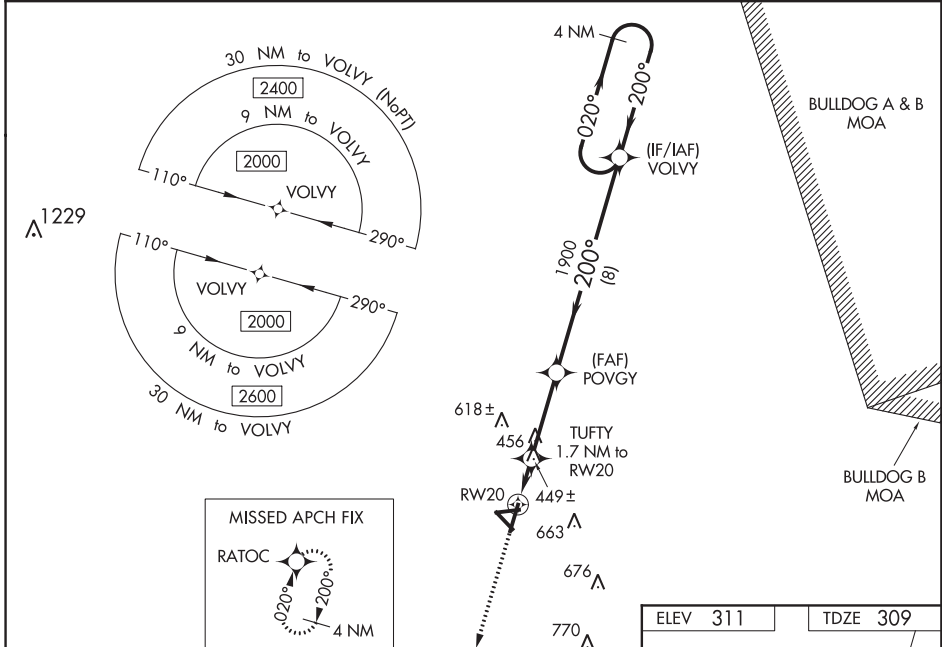 30 NM to VOLVY (NoPT)
2400
9 NM to VOLVY
2000
110°
VOLVY
290°
1229
110°
VOLVY
290°
2000
9 NM to VOLVY
2600
30 NM to VOLVY
4 NM
020°
200°
(IF/IAF)
VOLVY
BULLDOG A & B
MOA
1900
200°
(8)
(FAF)
POVGY
618±
456
TUFTY
1.7 NM to
RW20
RW20
449±
663
676
770
BULLDOG B
MOA
MISSED APCH FIX
RATOC
020°
200°
4 NM
ELEV 311
TDZE 309